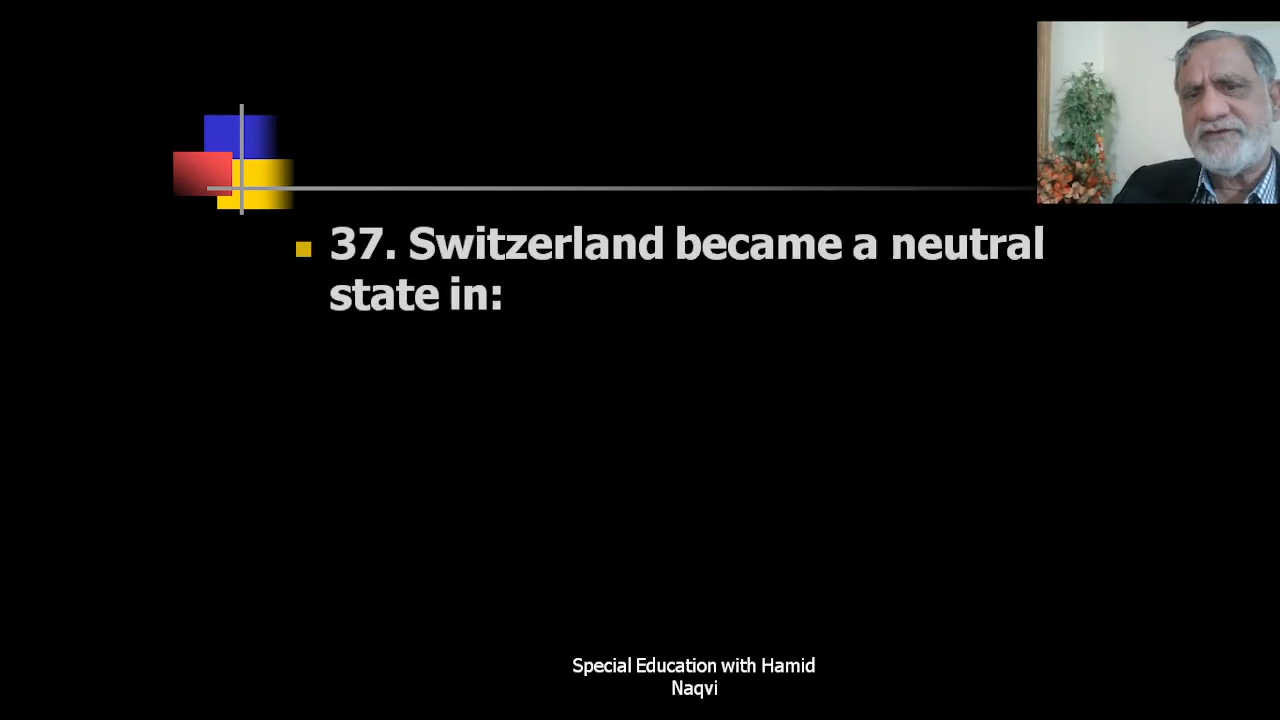 37. Switzerland became a neutral
state in:
Special Education with Hamid
Naqvi